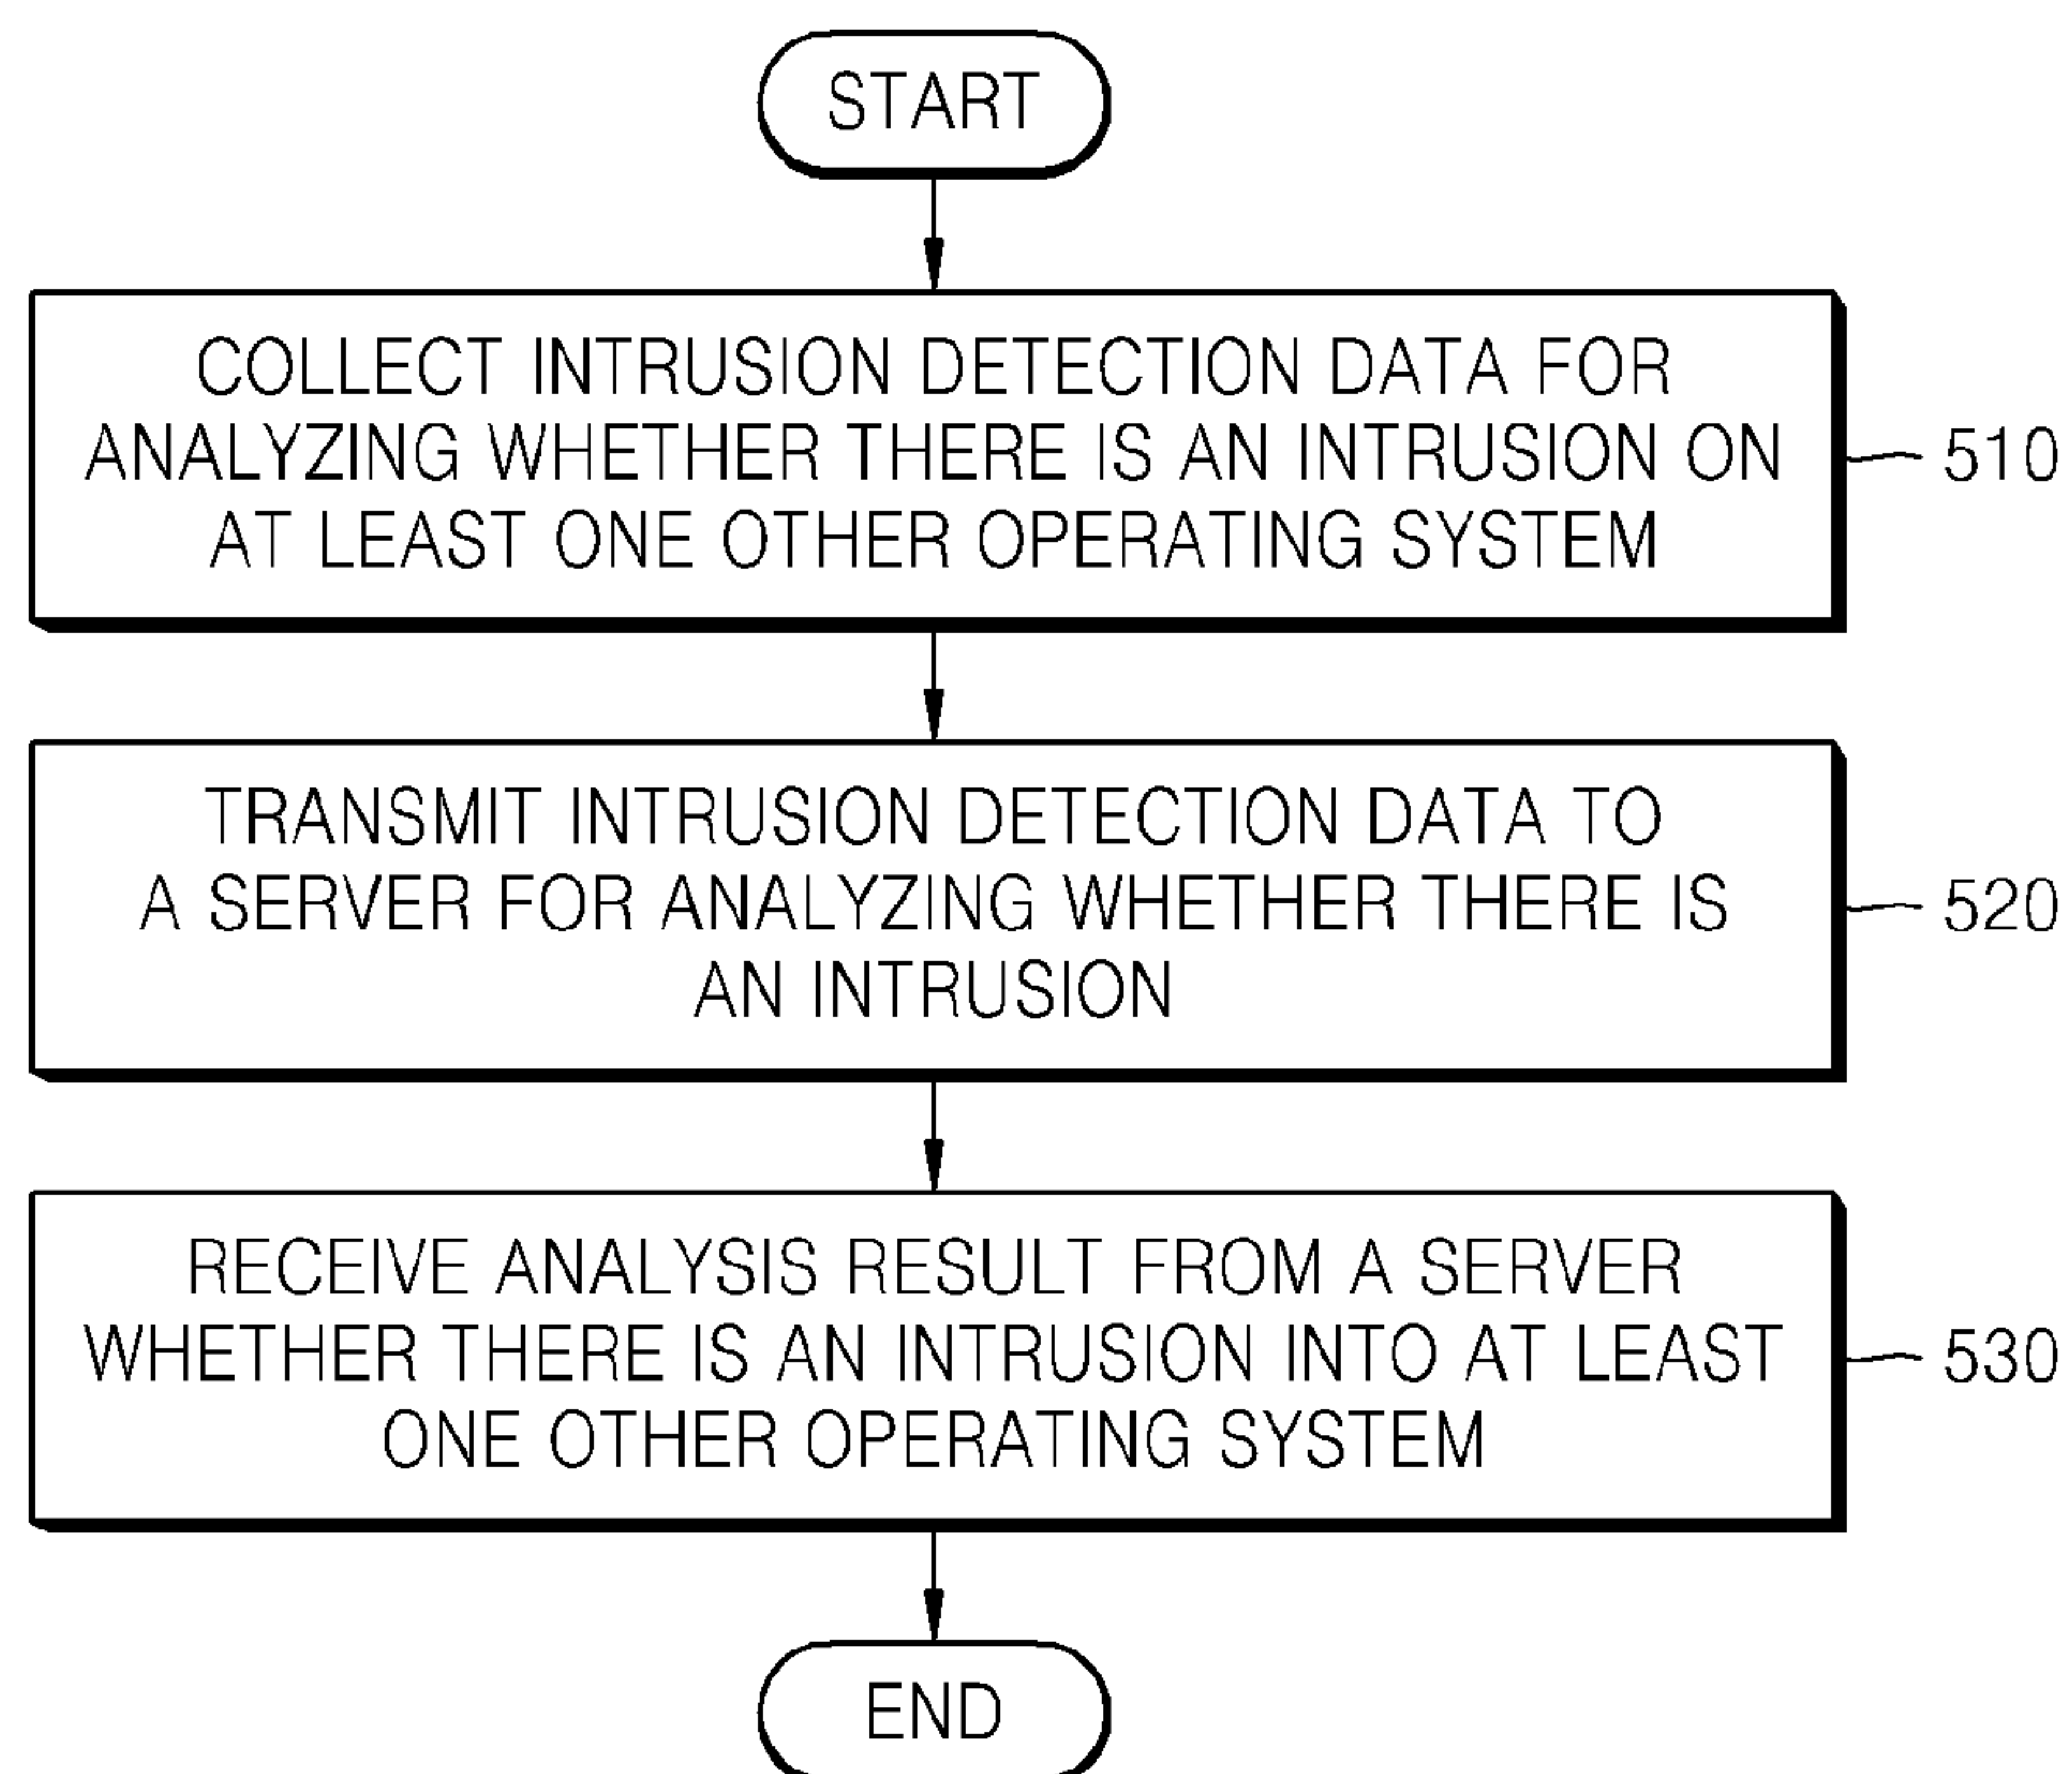 START
COLLECT INTRUSION DETECTION DATA FOR
ANALYZING WHETHER THERE IS AN INTRUSION ON
AT LEAST ONE OTHER OPERATING SYSTEM
510
TRANSMIT INTRUSION DETECTION DATA TO
A SERVER FOR ANALYZING WHETHER THERE IS
AN INTRUSION
520
RECEIVE ANALYSIS RESULT FROM A SERVER
WHETHER THERE IS AN INTRUSION INTO AT LEAST
ONE OTHER OPERATING SYSTEM
530
END